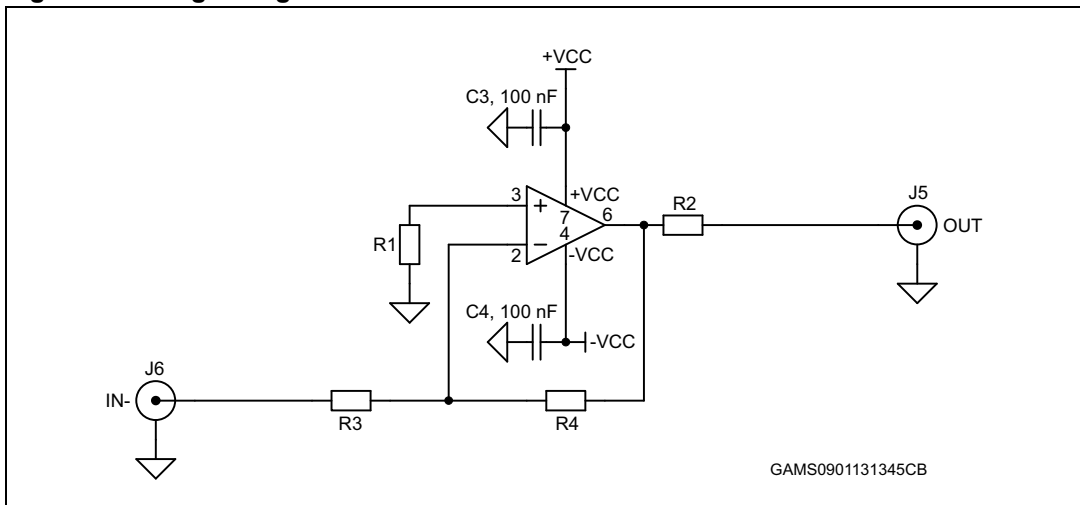 +VCC
C3, 100 nF
+VCC
3
+
7
6
R2
J5
OUT
R1
4
2
−
-VCC
C4, 100 nF
-VCC
J6
IN-
R3
R4
GAMS0901131345CB